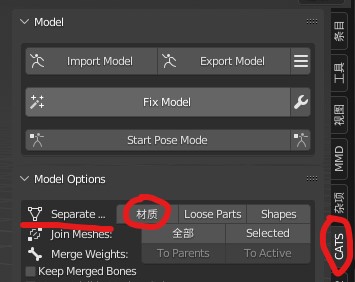 Model
Import Model
Export Model
Fix Model
Start Pose Mode
Model Options
Separate ...
材质
Loose Parts
Shapes
Join Meshes:
全部
Selected
Merge Weights:
To Parents
To Active
Keep Merged Bones
条目
工具
视图
MMD
杂项
CATS